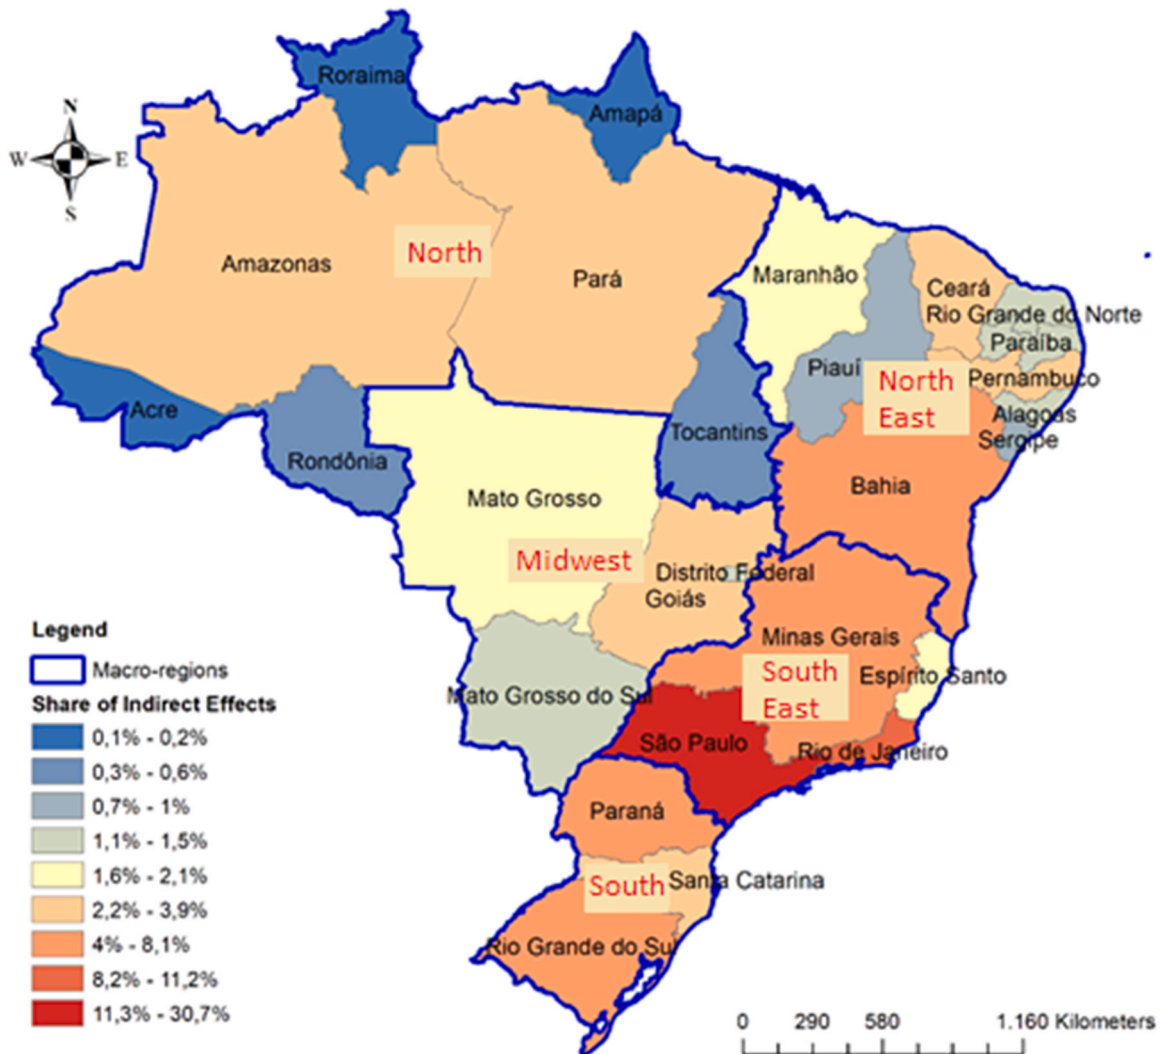 Roraima
Amapá
N
W
E
S
North
Amazonas
Pará
Maranhão
Ceará
Rio Grande do Norte
Paraíba
Piauí
North
East
Pernambuco
Acre
Alagoas
Tocantins
Sergipe
Rondônia
Bahia
Mato Grosso
Midwest
Distrito Federal
Goiás
Minas Gerais
South
East
Espírito Santo
Mato Grosso do Sul
São Paulo
Rio de Janeiro
Paraná
South
Santa Catarina
Rio Grande do Sul
Legend
Macro-regions
Share of Indirect Effects
0,1% - 0,2%
0,3% - 0,6%
0,7% - 1%
1,1% - 1,5%
1,6% - 2,1%
2,2% - 3,9%
4% - 8,1%
8,2% - 11,2%
11,3% - 30,7%
0 290 580 1.160 Kilometers